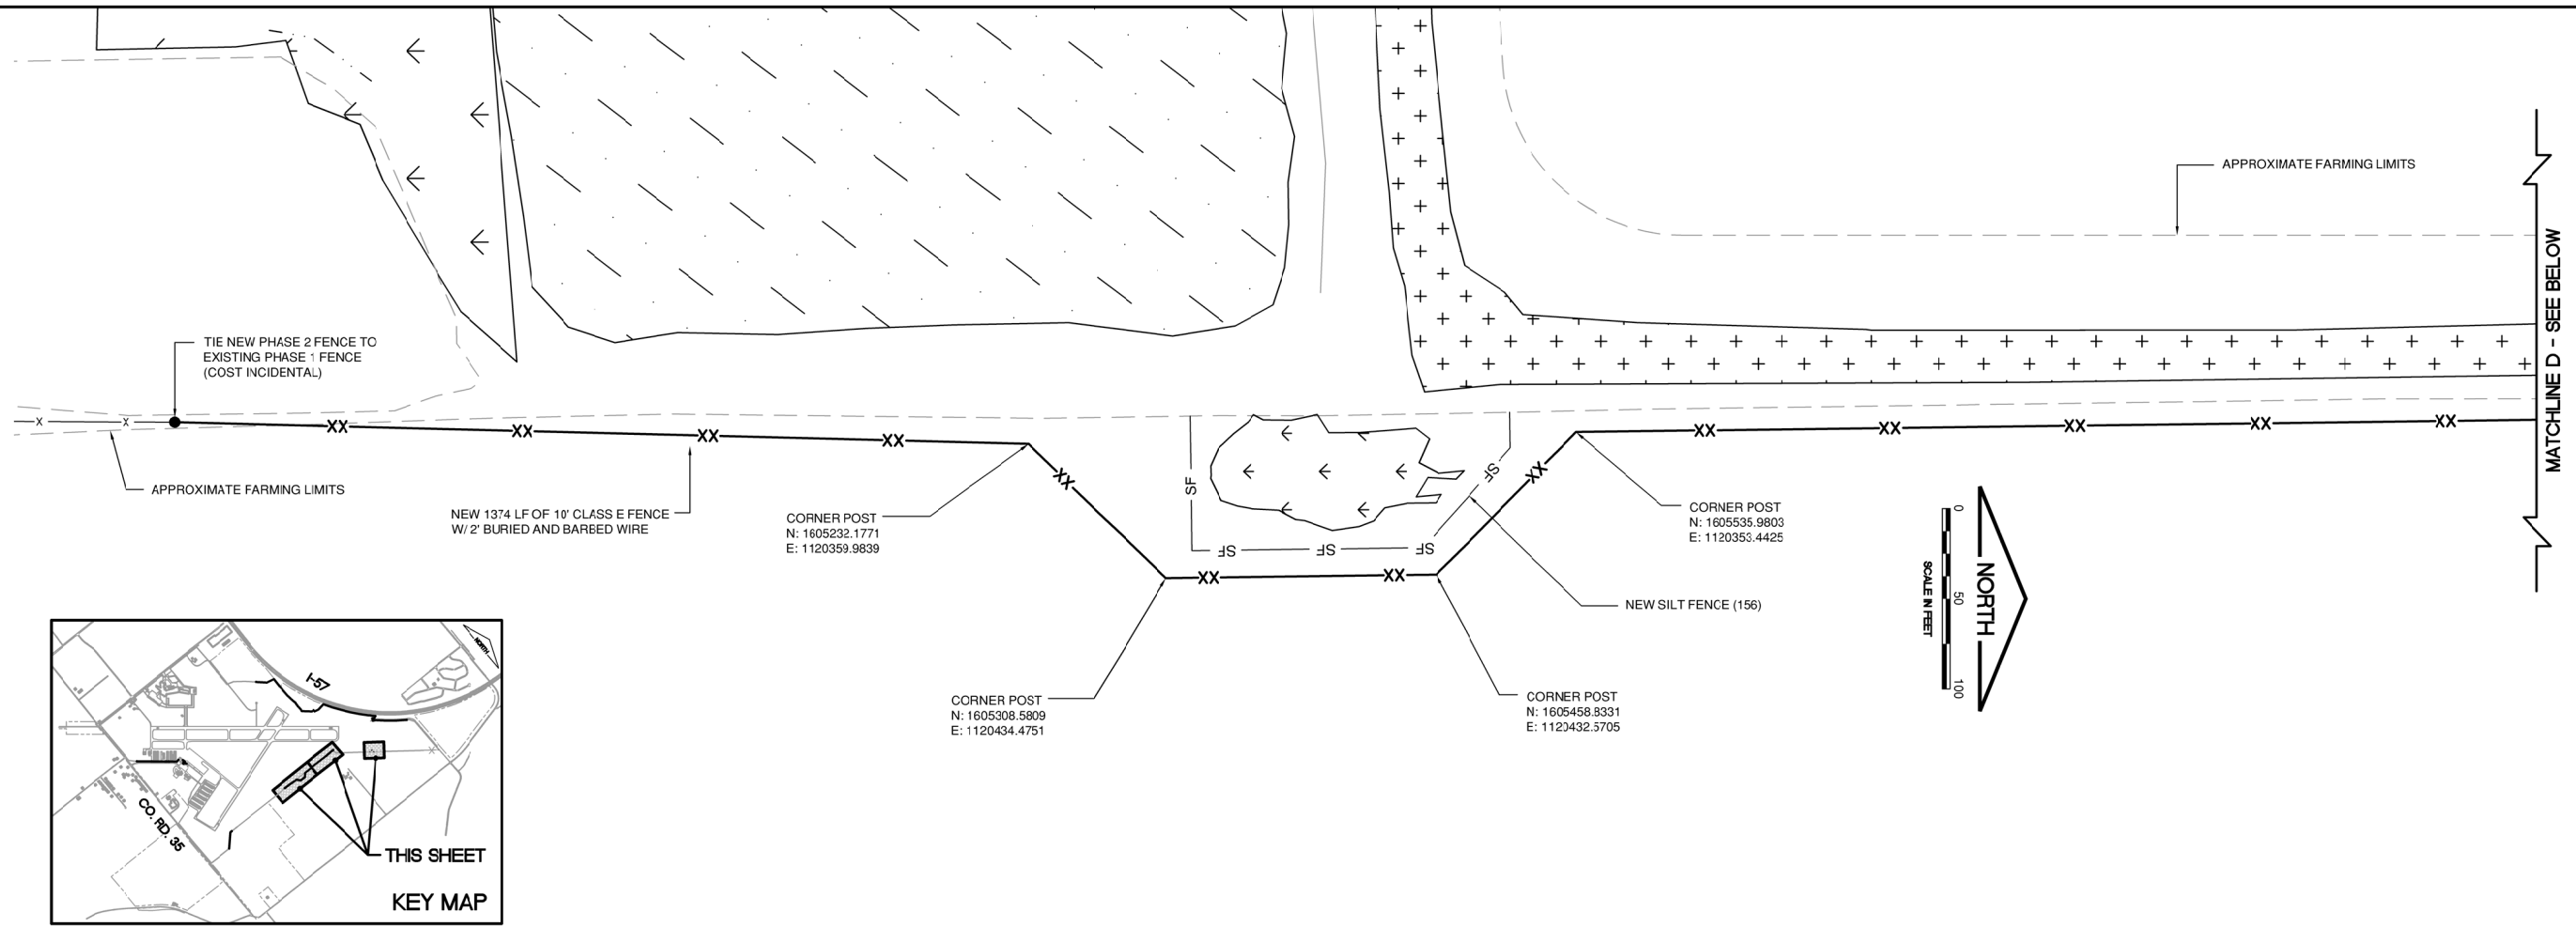 APPROXIMATE FARMING LIMITS
MATCHLINE D - SEE BELOW
TIE NEW PHASE 2 FENCE TO
EXISTING PHASE 1 FENCE
(COST INCIDENTAL)
X
X
XX
XX
XX
XX
XX
XX
XX
XX
XX
XX
XX
XX
XX
APPROXIMATE FARMING LIMITS
NEW 1374 LF OF 10' CLASS E FENCE
W/ 2' BURIED AND BARBED WIRE
CORNER POST
N: 1605232.1771
E: 1120359.9839
SF
SF
SF
SF
SF
CORNER POST
N: 1605535.9803
E: 1120353.4425
NEW SILT FENCE (156)
CORNER POST
N: 1605308.5809
E: 1120434.4751
CORNER POST
N: 1605458.8331
E: 1120432.5705
0
50
100
SCALE IN FEET
NORTH
NORTH
I-57
CO. RD. 35
THIS SHEET
KEY MAP